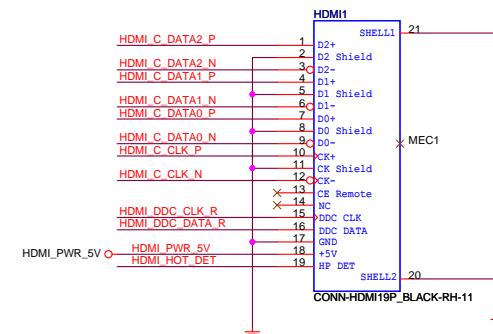 HDMI1
SHELL1 21
HDMI_C_DATA2_P 1 D2+
2 D2 Shield
HDMI_C_DATA2_N 3 D2-
HDMI_C_DATA1_P 4 D1+
5 D1 Shield
HDMI_C_DATA1_N 6 D1-
HDMI_C_DATA0_P 7 D0+
8 D0 Shield
HDMI_C_DATA0_N 9 D0-
MEC1
HDMI_C_CLK_P 10 CK+
11 CK Shield
HDMI_C_CLK_N 12 CK-
13 CE Remote
14 NC
HDMI_DDC_CLK_R 15 DDC CLK
HDMI_DDC_DATA_R 16 DDC DATA
17 GND
HDMI_PWR_5V HDMI_PWR_5V 18 +5V
HDMI_HOT_DET 19 HP DET
SHELL2 20
CONN-HDMI19P_BLACK-RH-11